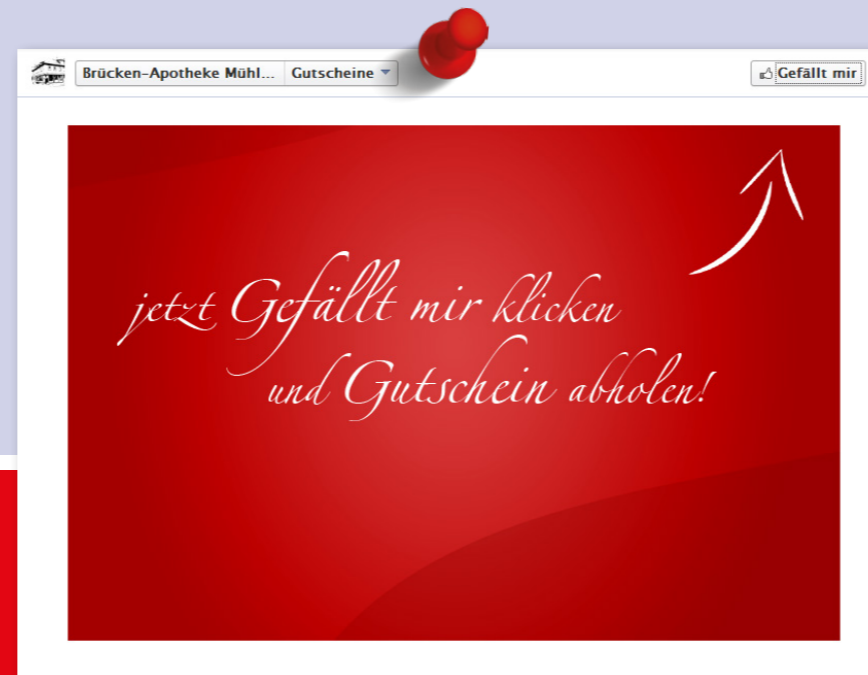 Brücken-Apotheke Mühl... Gutscheine
Gefällt mir
jetzt Gefällt mir klicken
und Gutschein abholen!